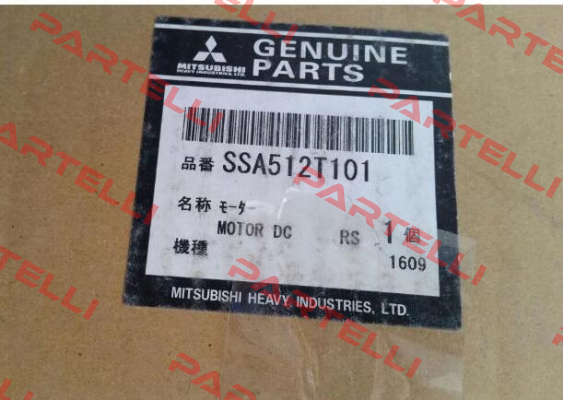 GENUINE
PARTS
MITSUBISHI
HEAVY INDUSTRIES, LTD.
品番 SSA512T101
名称 モーター
MOTOR DC RS 1 個
機種
1609
MITSUBISHI HEAVY INDUSTRIES, LTD.
PARTELLI
PARTELLI
PARTELLI
PARTELLI
PARTELLI